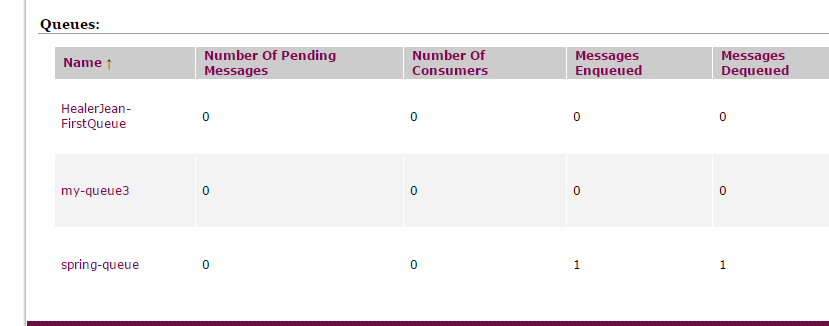 Queues:
Name ↑ Number Of Pending Messages Number Of Consumers Messages Enqueued Messages Dequeued
HealerJean-FirstQueue 0 0 0 0
my-queue3 0 0 0 0
spring-queue 0 0 1 1